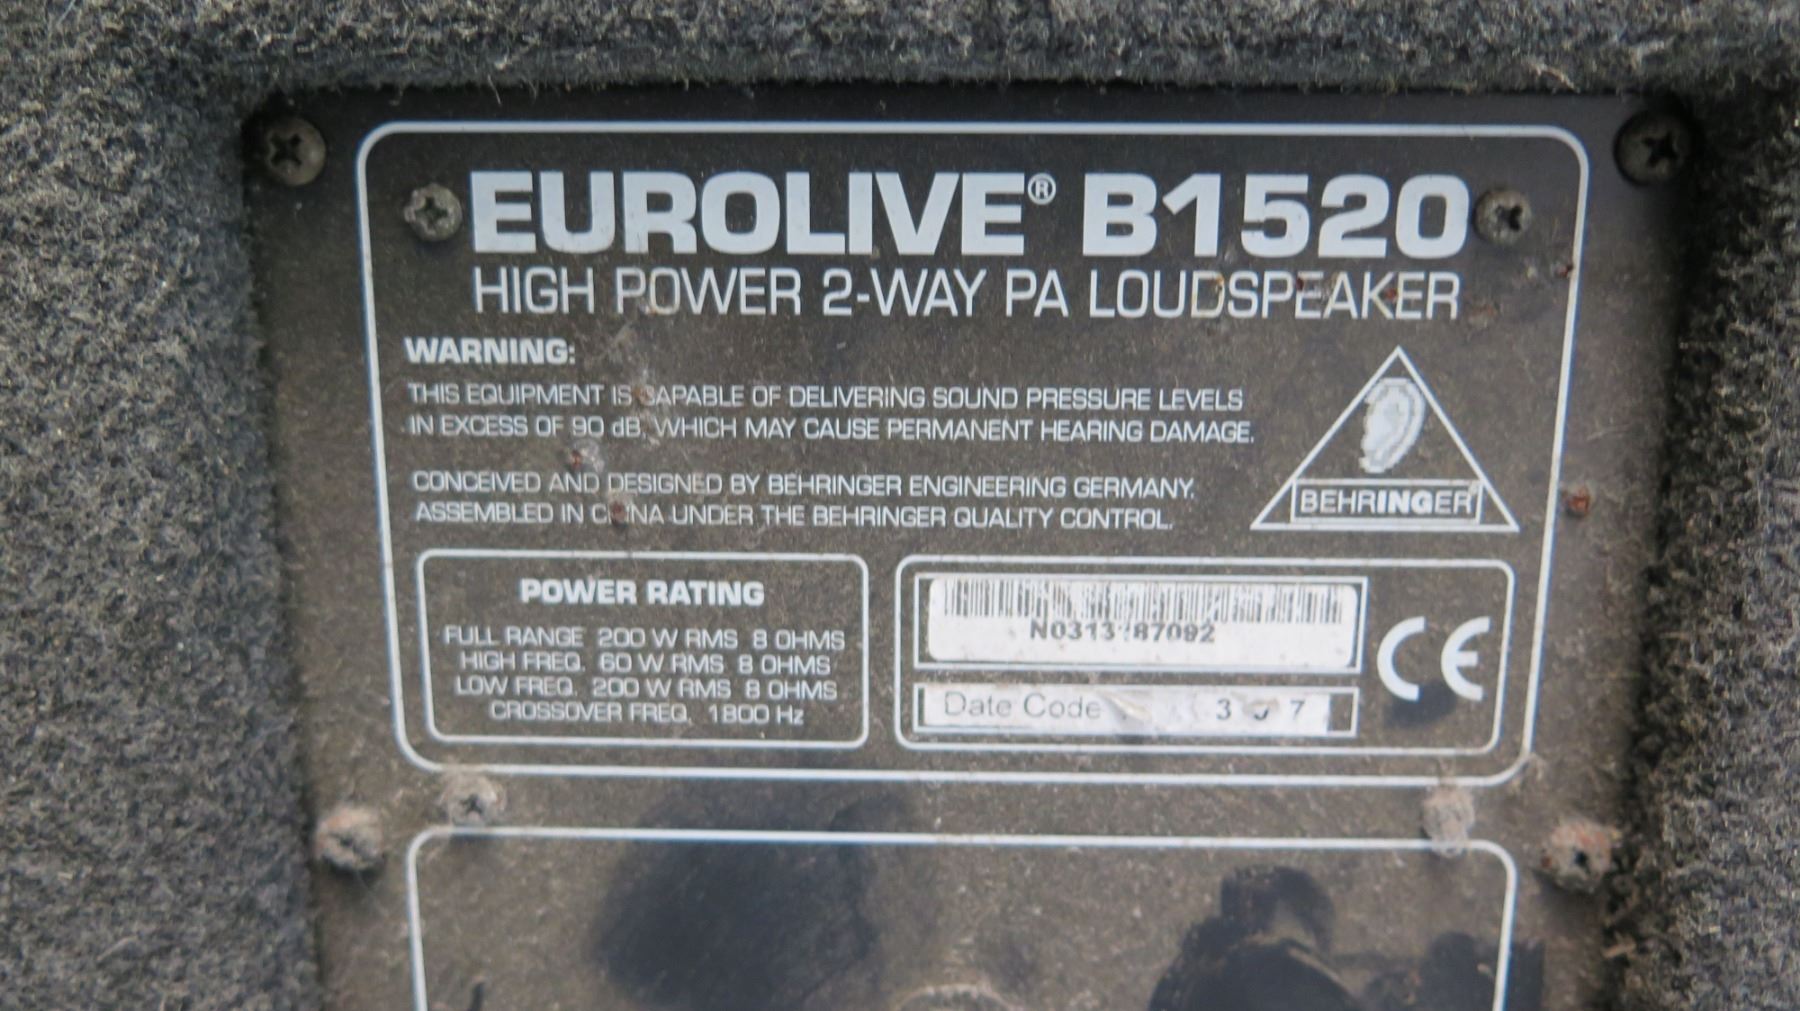 EUROLIVE® B1520
HIGH POWER 2-WAY PA LOUDSPEAKER
WARNING:
THIS EQUIPMENT IS CAPABLE OF DELIVERING SOUND PRESSURE LEVELS
IN EXCESS OF 90 dB, WHICH MAY CAUSE PERMANENT HEARING DAMAGE.
CONCEIVED AND DESIGNED BY BEHRINGER ENGINEERING GERMANY.
ASSEMBLED IN CHINA UNDER THE BEHRINGER QUALITY CONTROL.
BEHRINGER
POWER RATING
FULL RANGE 200 W RMS 8 OHMS
HIGH FREQ. 60 W RMS 8 OHMS
LOW FREQ. 200 W RMS 8 OHMS
CROSSOVER FREQ. 1800 Hz
Date Code
CE